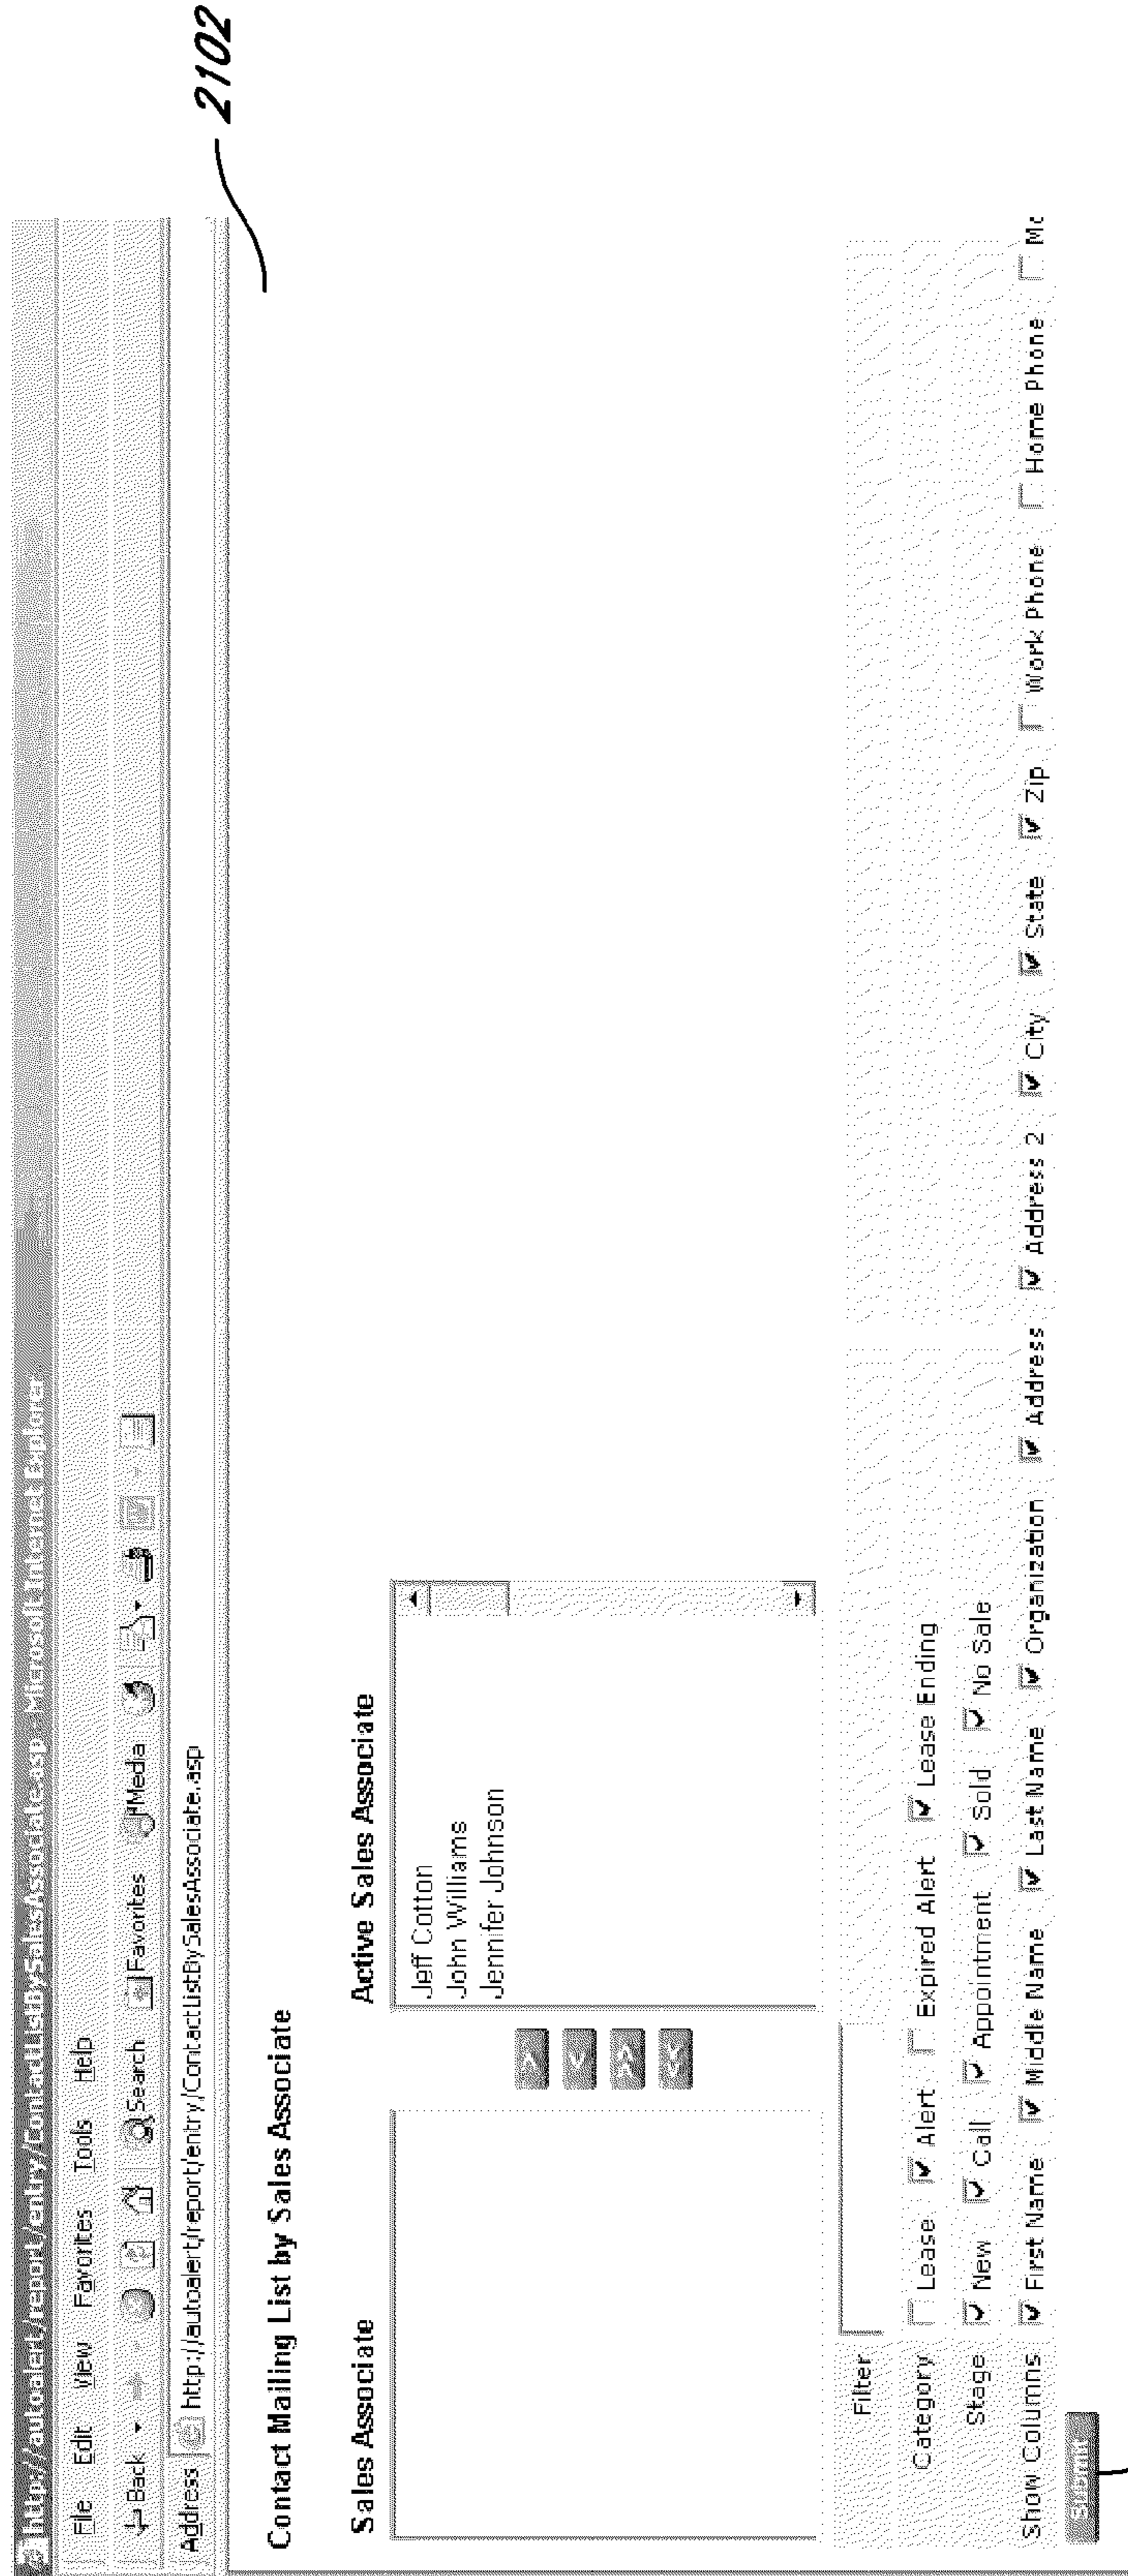 http://autoalert/report/entry/ContactListBySalesAssociate.asp - Microsoft Internet Explorer
File Edit View Favorites Tools Help
Back Search Favorites Media
Address http://autoalert/report/entry/ContactListBySalesAssociate.asp
2102
Contact Mailing List by Sales Associate
Sales Associate Active Sales Associate
Jeff Cotton
John Williams
Jennifer Johnson
>
<
>>
<<
Filter
Category Lease Alert Expired Alert Lease Ending
Stage New Call Appointment Sold No Sale
Show Columns First Name Middle Name Last Name Organization Address Address 2 City State Zip Work Phone Home Phone Mo
Submit